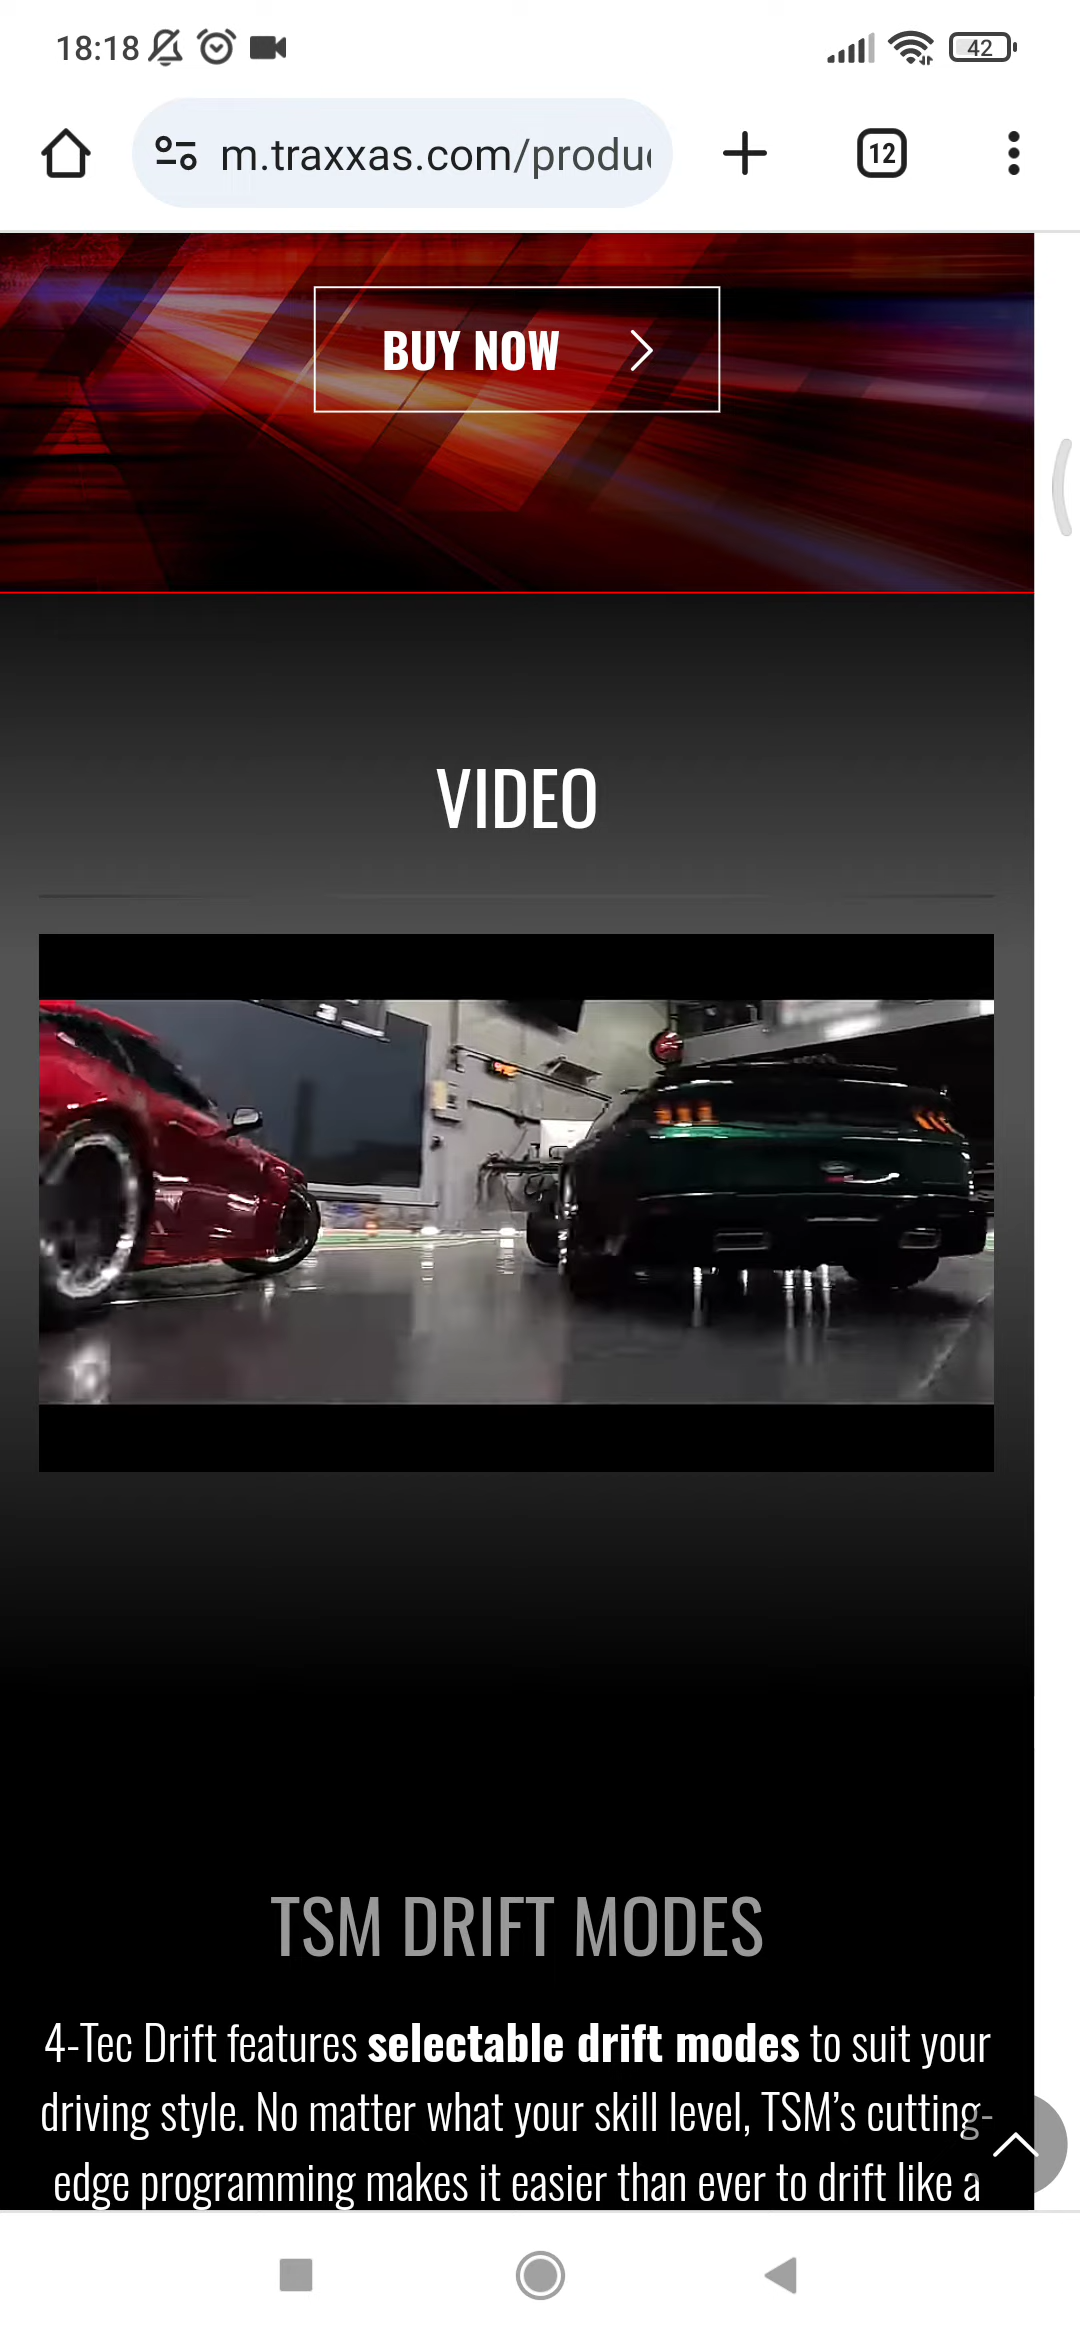 18:18
42
m.traxxas.com/produ
12
BUY NOW
VIDEO
TSM DRIFT MODES
4-Tec Drift features selectable drift modes to suit your
driving style. No matter what your skill level, TSM’s cutting-
edge programming makes it easier than ever to drift like a